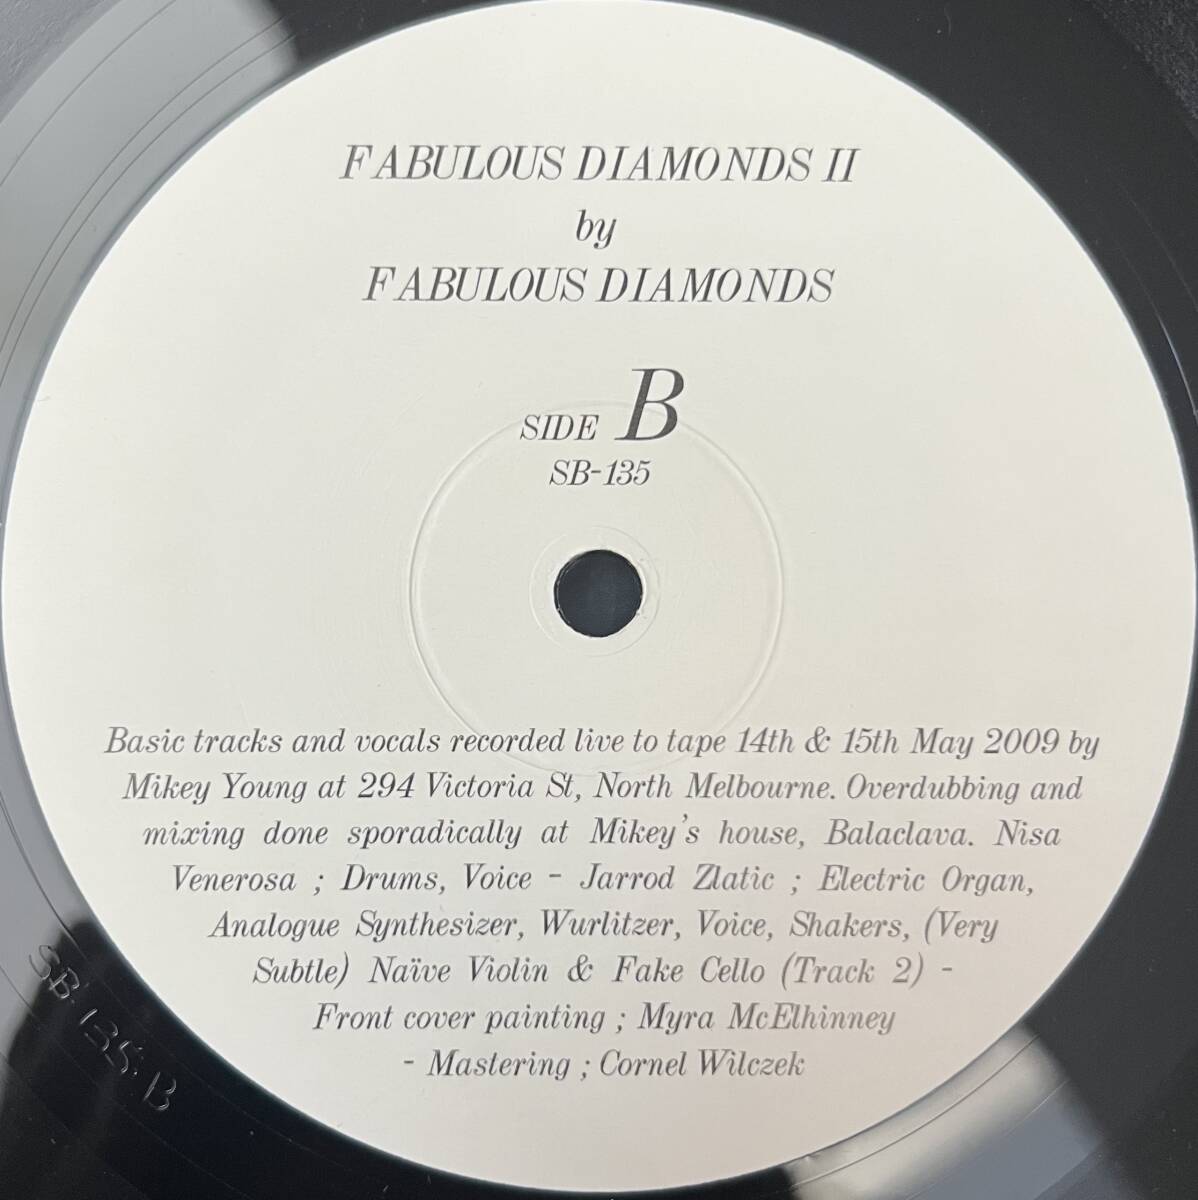 FABULOUS DIAMONDS II
by
FABULOUS DIAMONDS
SIDE B
SB-135
Basic tracks and vocals recorded live to tape 14th & 15th May 2009 by
Mikey Young at 294 Victoria St, North Melbourne. Overdubbing and
mixing done sporadically at Mikey's house, Balaclava. Nisa
Venerosa ; Drums, Voice - Jarrod Zlatic ; Electric Organ,
Analogue Synthesizer, Wurlitzer, Voice, Shakers, (Very
Subtle) Naïve Violin & Fake Cello (Track 2) -
Front cover painting ; Myra McElhinney
- Mastering ; Cornel Wilczek
SB·135·B